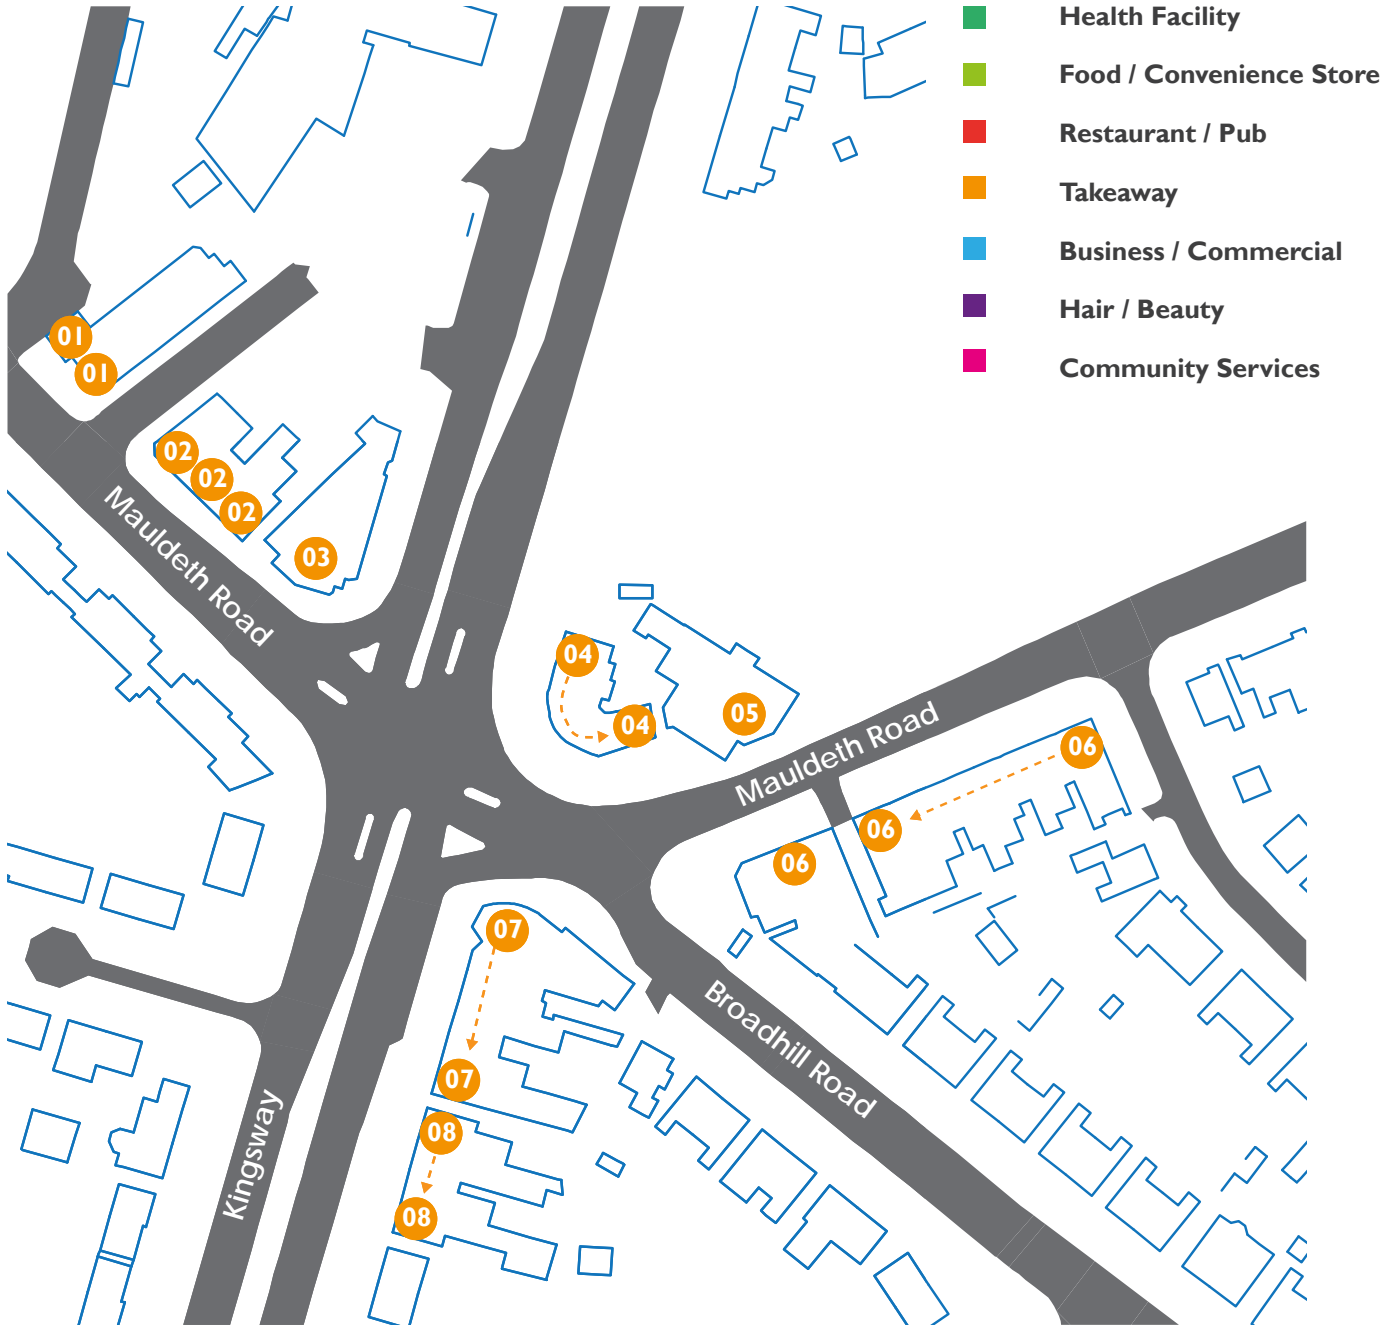 Health Facility
Food / Convenience Store
Restaurant / Pub
Takeaway
Business / Commercial
Hair / Beauty
Community Services
01
01
02
02
02
03
Mauldeth Road
04
04
05
Mauldeth Road
06
06
06
07
07
08
08
Broadhill Road
Kingsway